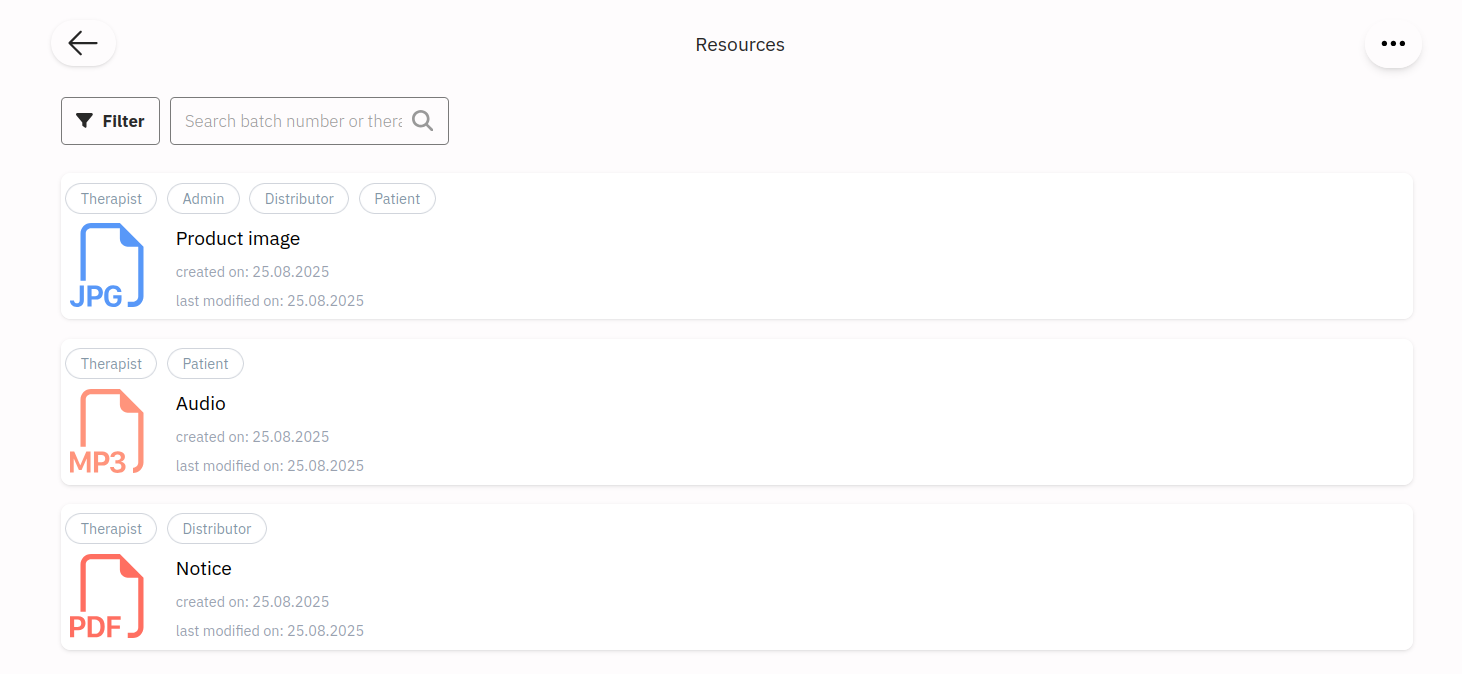 Resources
Filter
Search batch number or thera
Therapist Admin Distributor Patient
JPG
Product image
created on: 25.08.2025
last modified on: 25.08.2025
Therapist Patient
MP3
Audio
created on: 25.08.2025
last modified on: 25.08.2025
Therapist Distributor
PDF
Notice
created on: 25.08.2025
last modified on: 25.08.2025